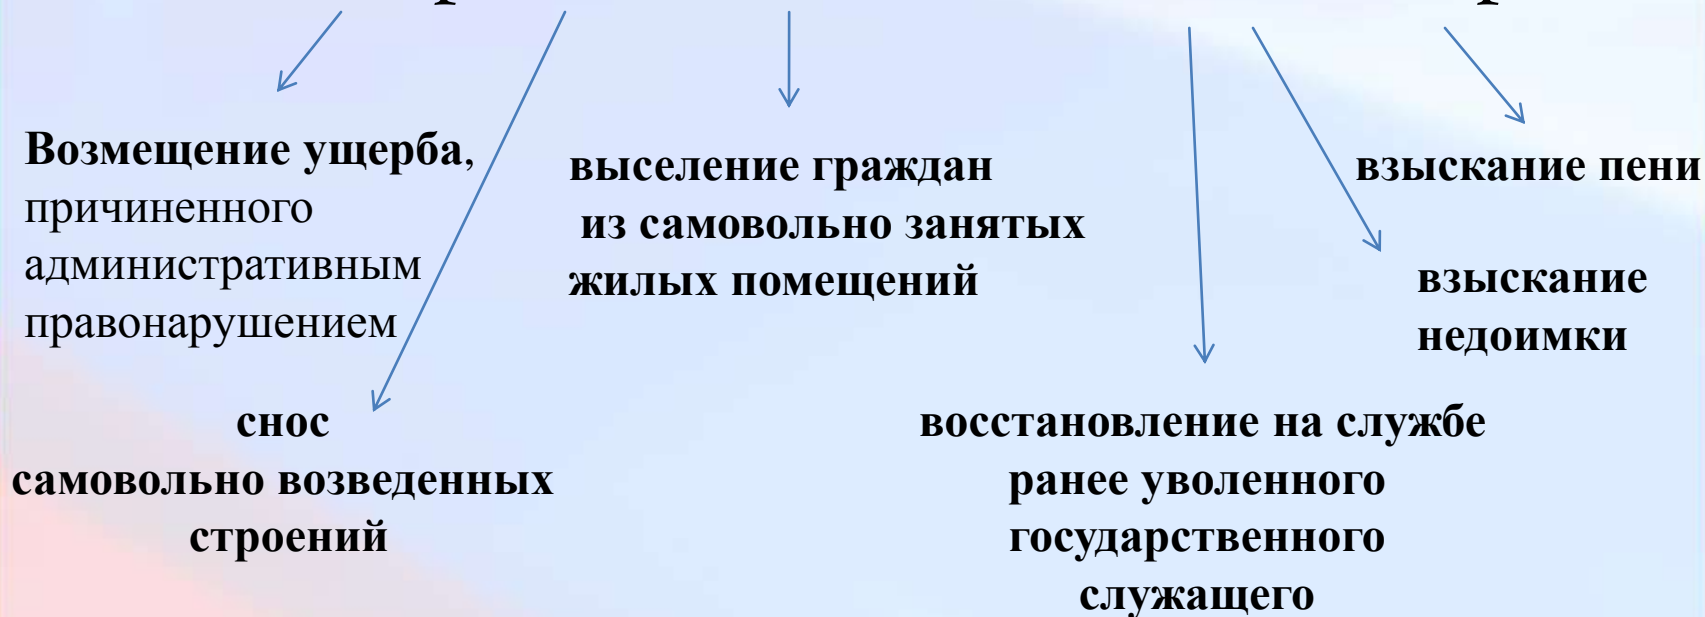 Возмещение ущерба,
причиненного
административным
правонарушением
снос
самовольно возведенных
строений
выселение граждан
из самовольно занятых
жилых помещений
восстановление на службе
ранее уволенного
государственного
служащего
взыскание
недоимки
взыскание пени